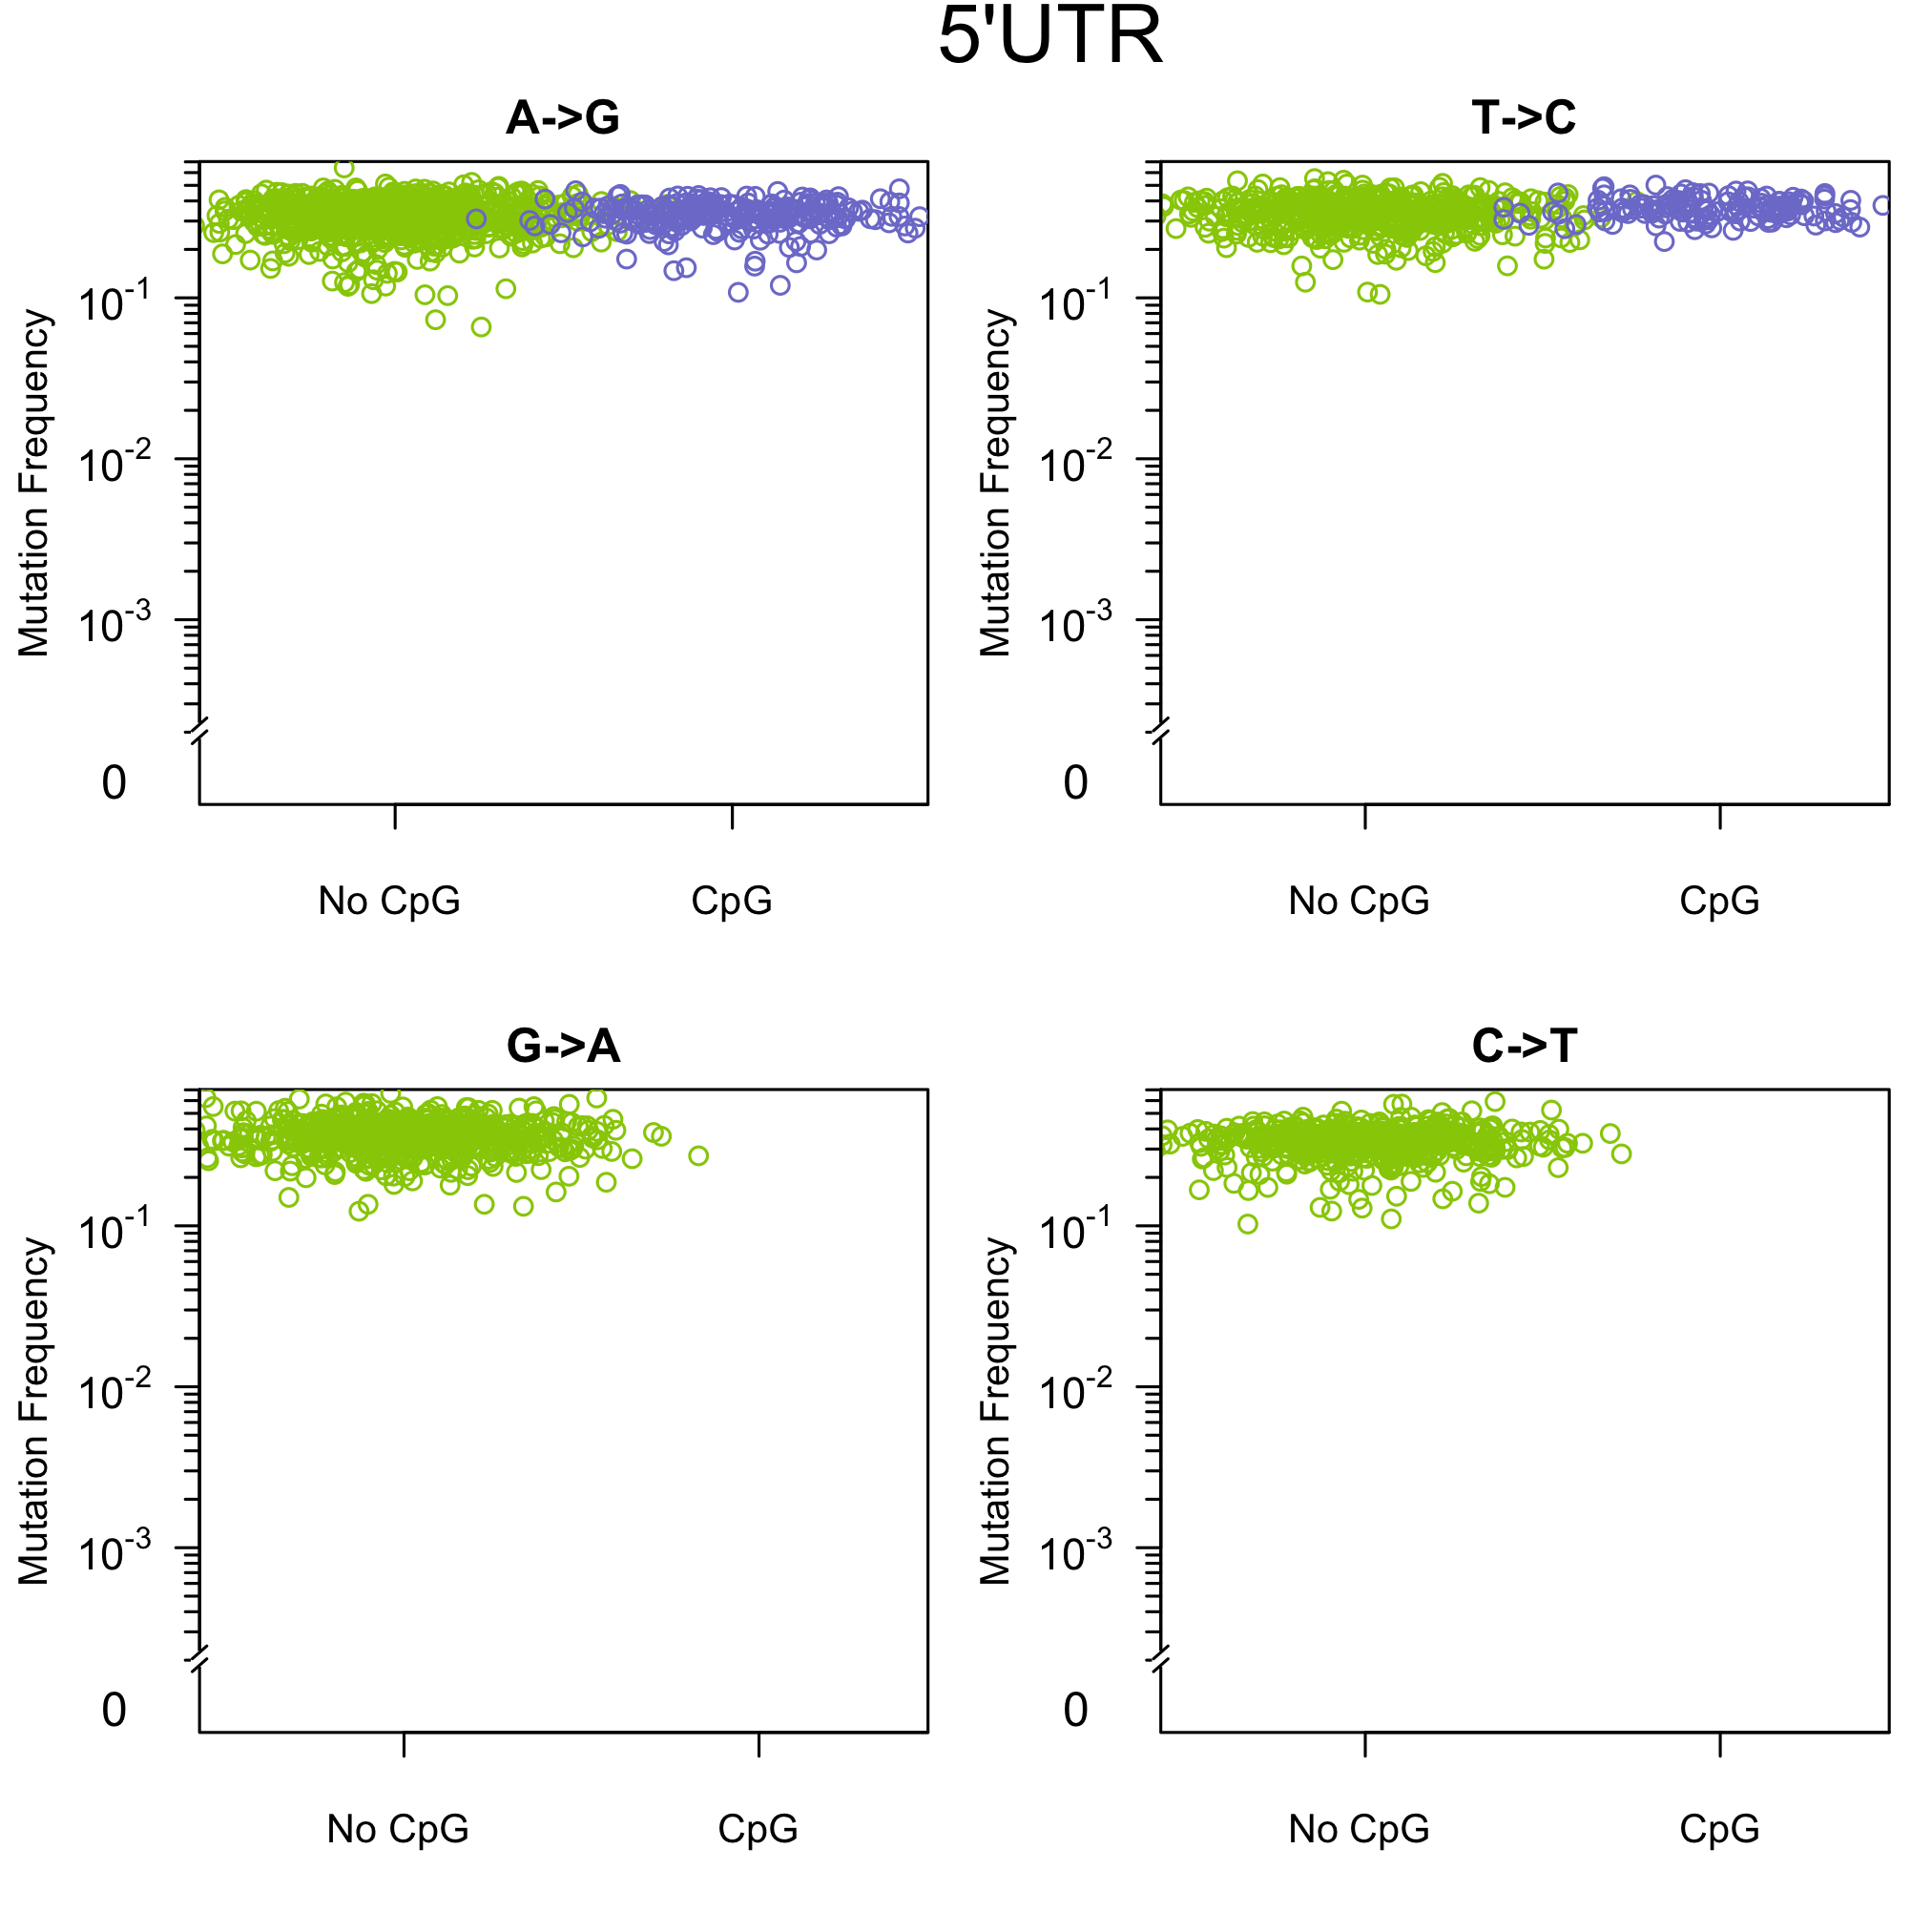 5'UTR
A->G
T->C
Mutation Frequency
10-1
10-2
10-3
0
No CpG
CpG
Mutation Frequency
10-1
10-2
10-3
0
No CpG
CpG
G->A
C->T
Mutation Frequency
10-1
10-2
10-3
0
No CpG
CpG
Mutation Frequency
10-1
10-2
10-3
0
No CpG
CpG